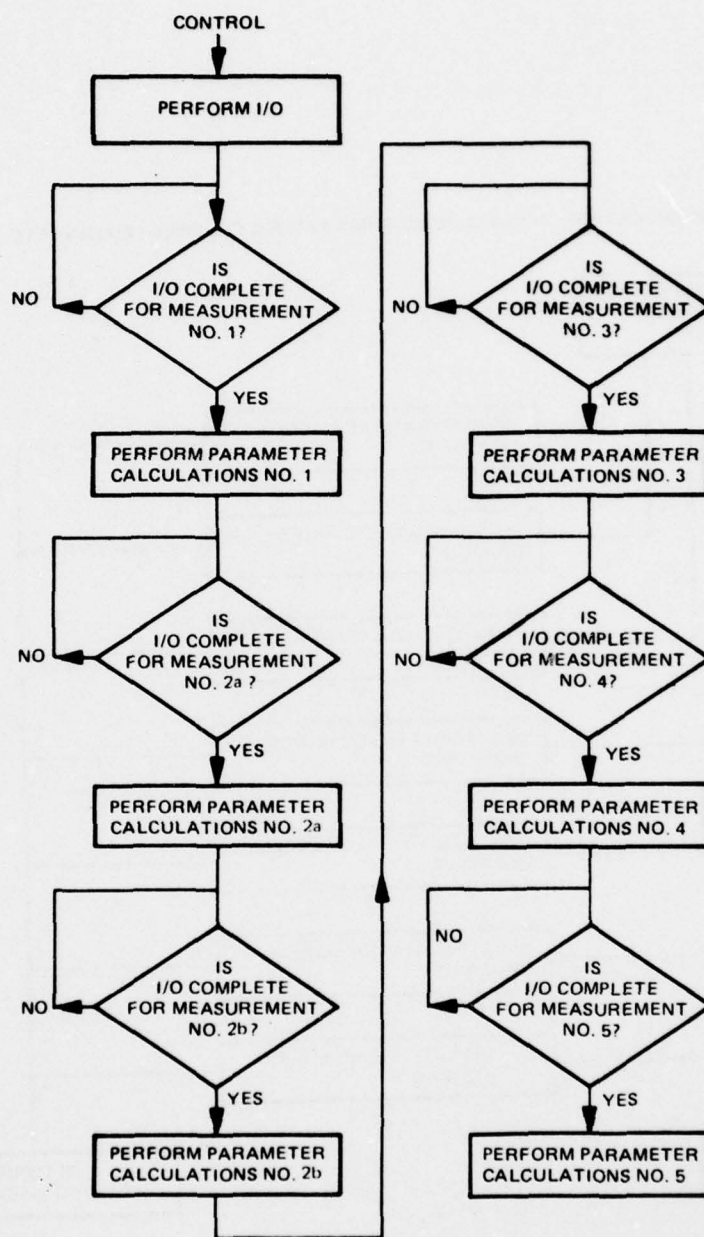 CONTROL
PERFORM I/O
IS
I/O COMPLETE
FOR MEASUREMENT
NO. 1?
NO
YES
PERFORM PARAMETER
CALCULATIONS NO. 1
IS
I/O COMPLETE
FOR MEASUREMENT
NO. 2a?
NO
YES
PERFORM PARAMETER
CALCULATIONS NO. 2a
IS
I/O COMPLETE
FOR MEASUREMENT
NO. 2b?
NO
YES
PERFORM PARAMETER
CALCULATIONS NO. 2b
IS
I/O COMPLETE
FOR MEASUREMENT
NO. 3?
NO
YES
PERFORM PARAMETER
CALCULATIONS NO. 3
IS
I/O COMPLETE
FOR MEASUREMENT
NO. 4?
NO
YES
PERFORM PARAMETER
CALCULATIONS NO. 4
NO
IS
I/O COMPLETE
FOR MEASUREMENT
NO. 5?
YES
PERFORM PARAMETER
CALCULATIONS NO. 5